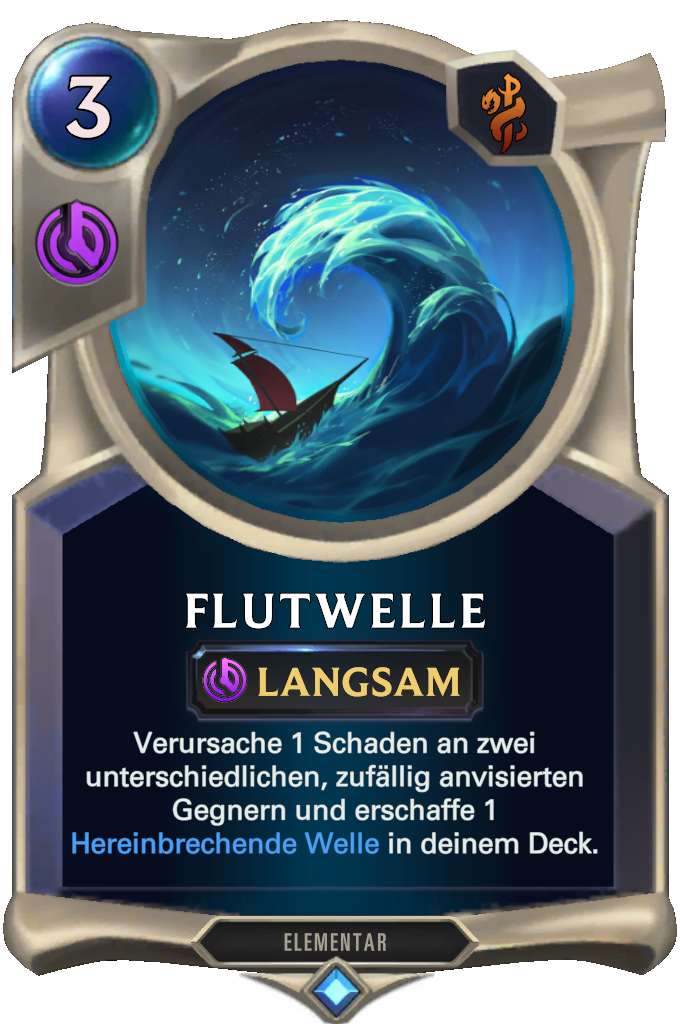 3
FLUTWELLE
LANGSAM
Verursache 1 Schaden an zwei
unterschiedlichen, zufällig anvisierten
Gegnern und erschaffe 1
Hereinbrechende Welle in deinem Deck.
ELEMENTAR